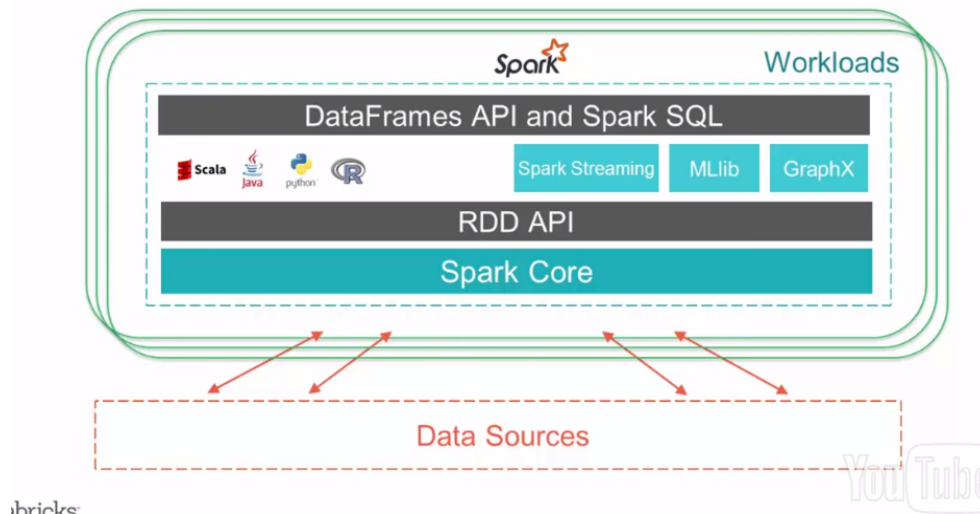 Spark
Workloads
DataFrames API and Spark SQL
Scala
Java
python
R
Spark Streaming
MLlib
GraphX
RDD API
Spark Core
Data Sources
YouTube